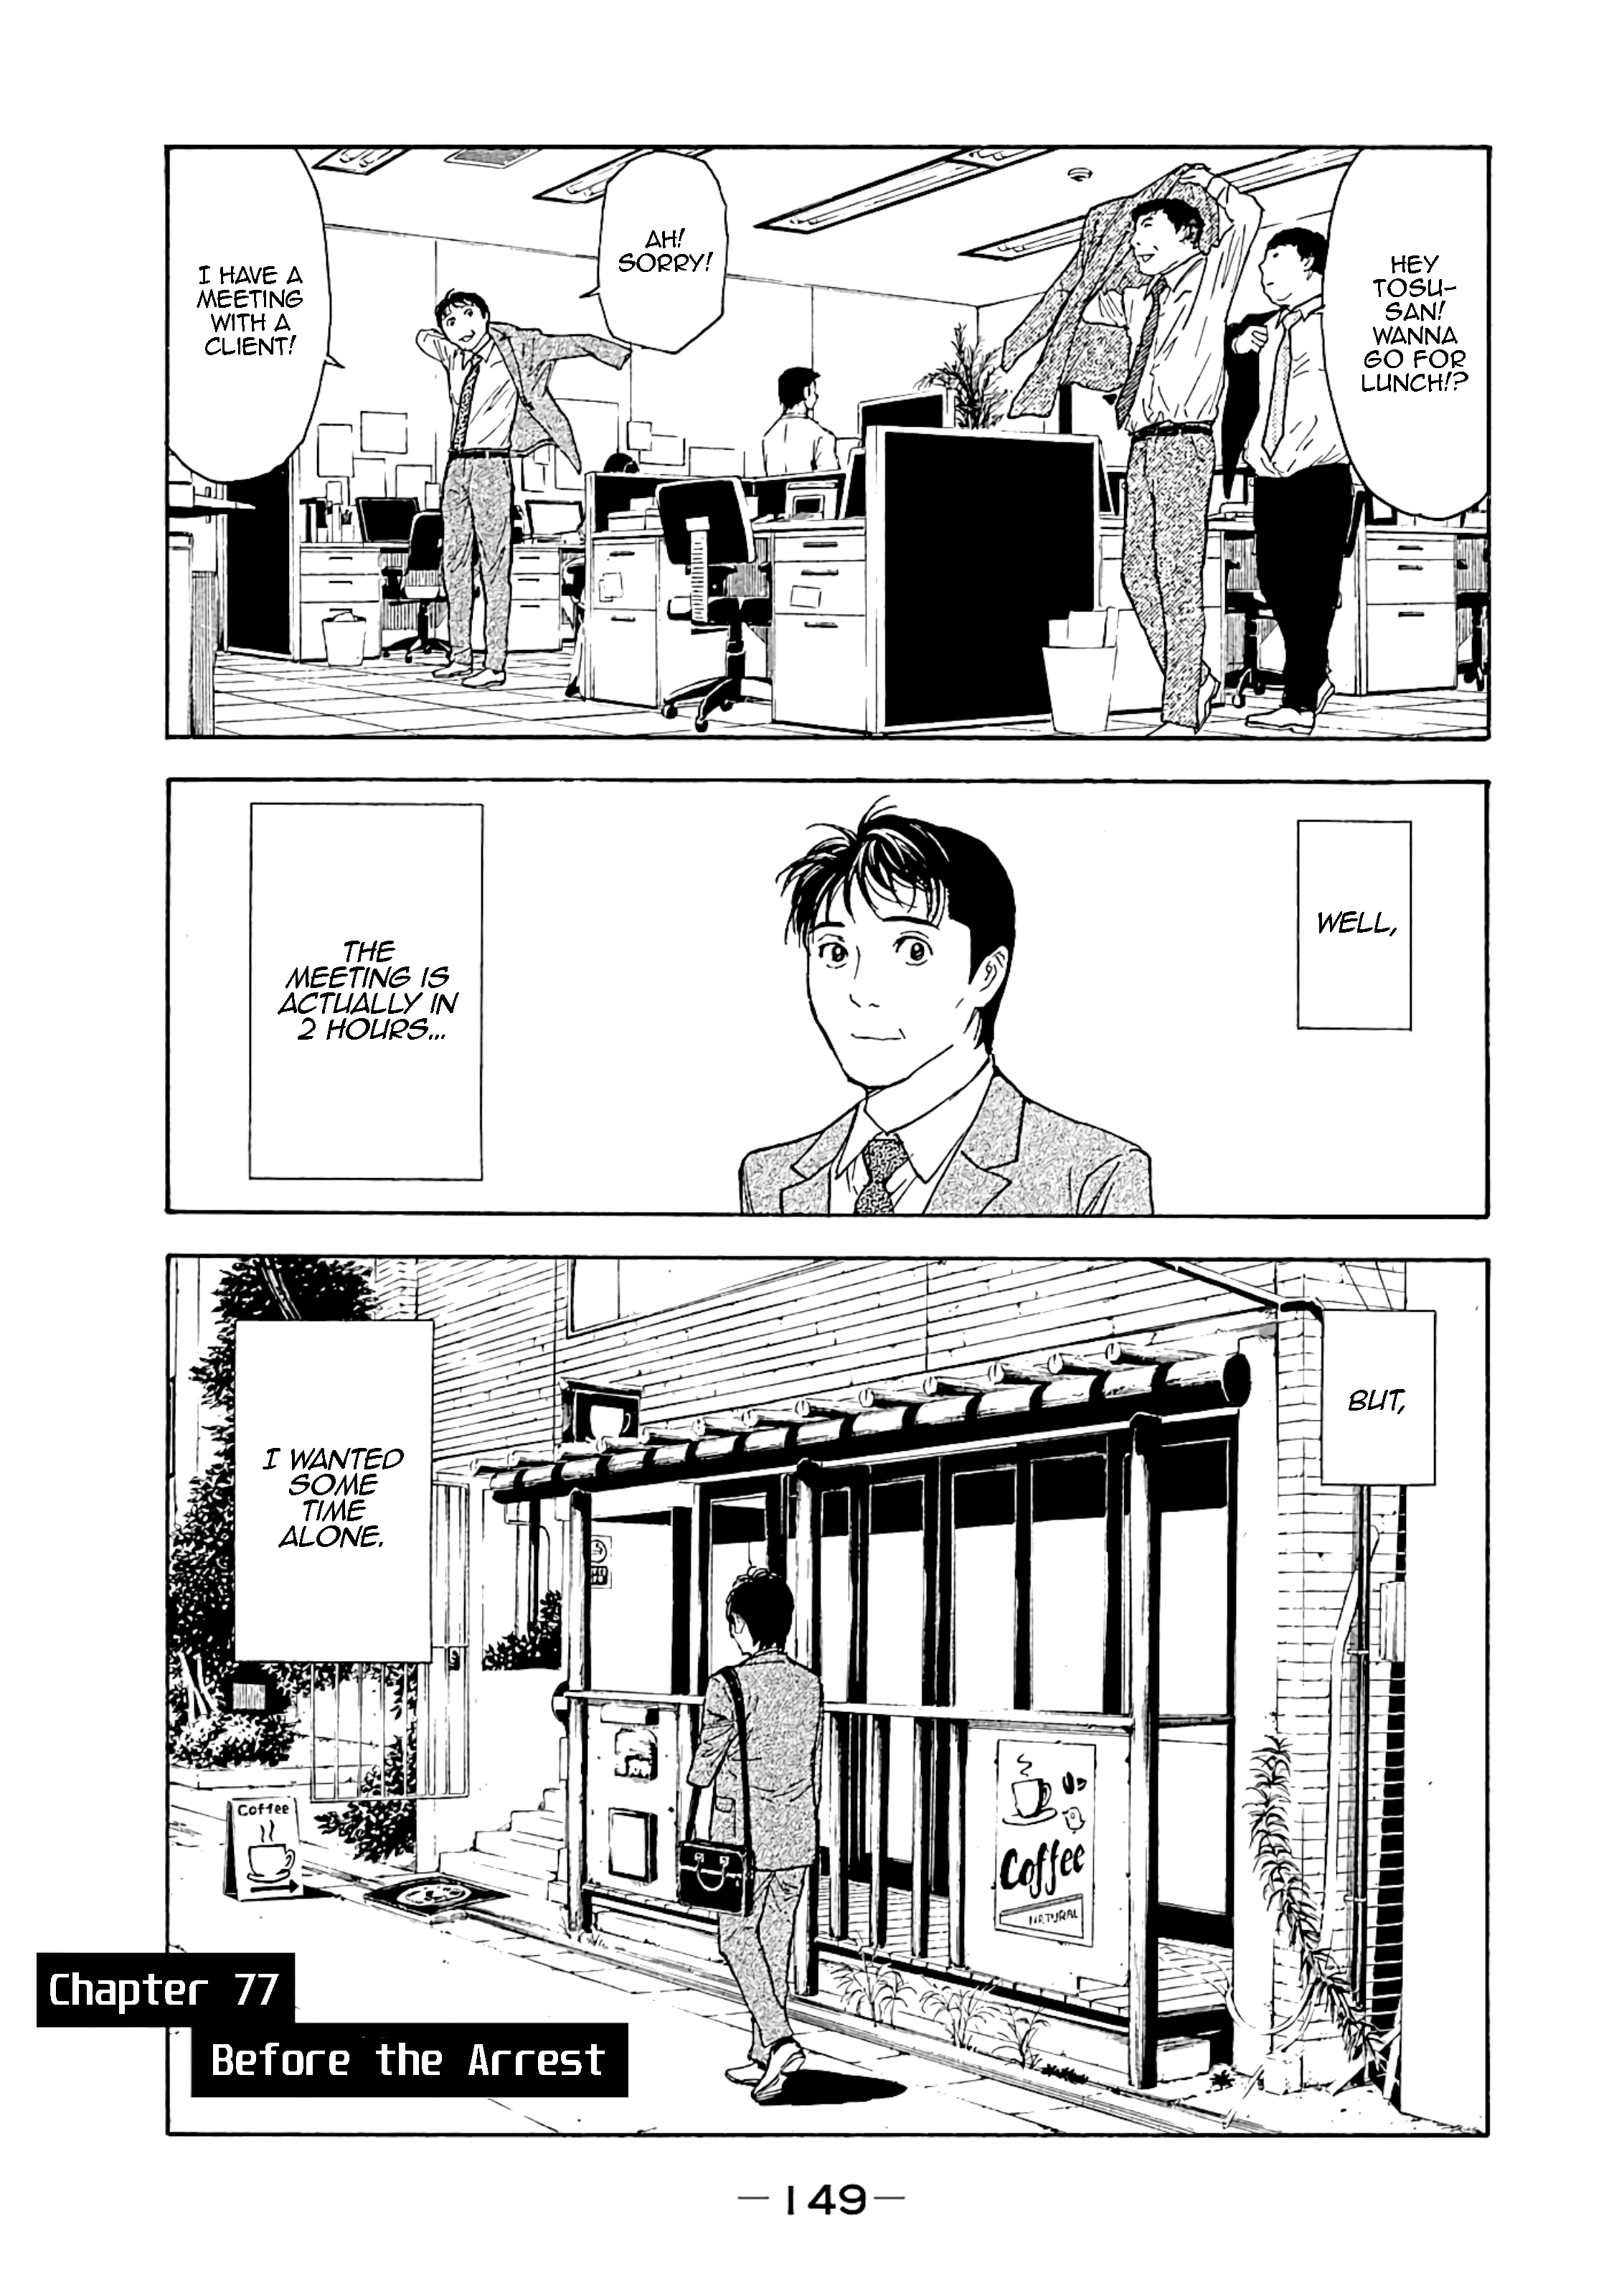 HEY
TOSU-
SAN!
WANNA
GO FOR
LUNCH!?
AH!
SORRY!
I HAVE A
MEETING
WITH A
CLIENT!
WELL,
THE
MEETING IS
ACTUALLY IN
2 HOURS...
BUT,
I WANTED
SOME
TIME
ALONE.
Coffee
Coffee
NATURAL
Chapter 77
Before the Arrest
—149—